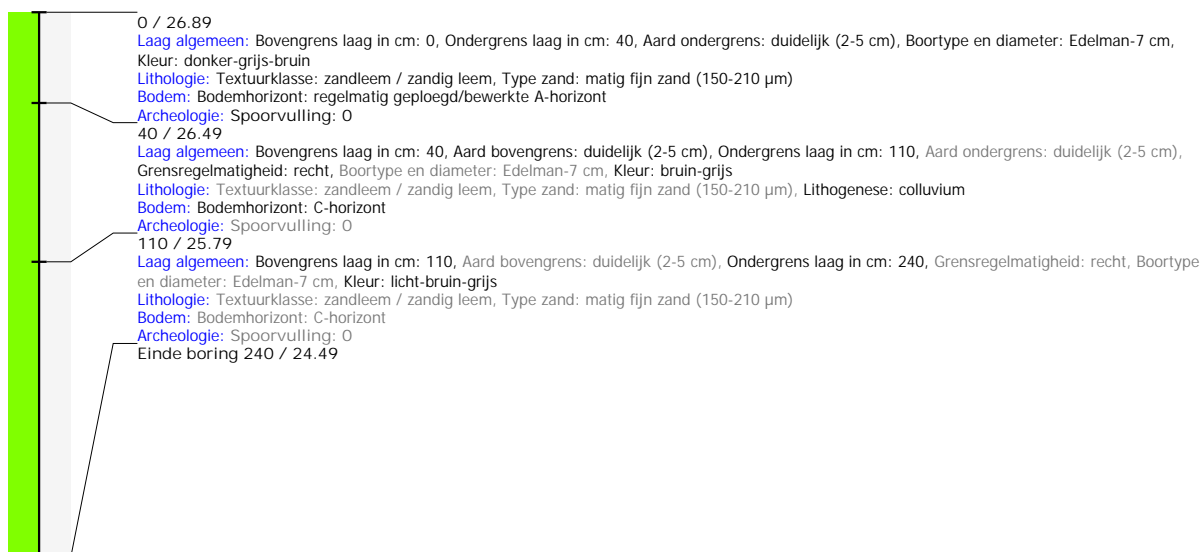 0 / 26.89
Laag algemeen: Bovengrens laag in cm: 0, Ondergrens laag in cm: 40, Aard ondergrens: duidelijk (2-5 cm), Boortype en diameter: Edelman-7 cm,
Kleur: donker-grijs-bruin
Lithologie: Textuurklasse: zandleem / zandig leem, Type zand: matig fijn zand (150-210 µm)
Bodem: Bodemhorizont: regelmatig geploegd/bewerkte A-horizont
Archeologie: Spoorvulling: 0
40 / 26.49
Laag algemeen: Bovengrens laag in cm: 40, Aard bovengrens: duidelijk (2-5 cm), Ondergrens laag in cm: 110, Aard ondergrens: duidelijk (2-5 cm),
Grensregelmatigheid: recht, Boortype en diameter: Edelman-7 cm, Kleur: bruin-grijs
Lithologie: Textuurklasse: zandleem / zandig leem, Type zand: matig fijn zand (150-210 µm), Lithogenese: colluvium
Bodem: Bodemhorizont: C-horizont
Archeologie: Spoorvulling: 0
110 / 25.79
Laag algemeen: Bovengrens laag in cm: 110, Aard bovengrens: duidelijk (2-5 cm), Ondergrens laag in cm: 240, Grensregelmatigheid: recht, Boortype
en diameter: Edelman-7 cm, Kleur: licht-bruin-grijs
Lithologie: Textuurklasse: zandleem / zandig leem, Type zand: matig fijn zand (150-210 µm)
Bodem: Bodemhorizont: C-horizont
Archeologie: Spoorvulling: 0
Einde boring 240 / 24.49